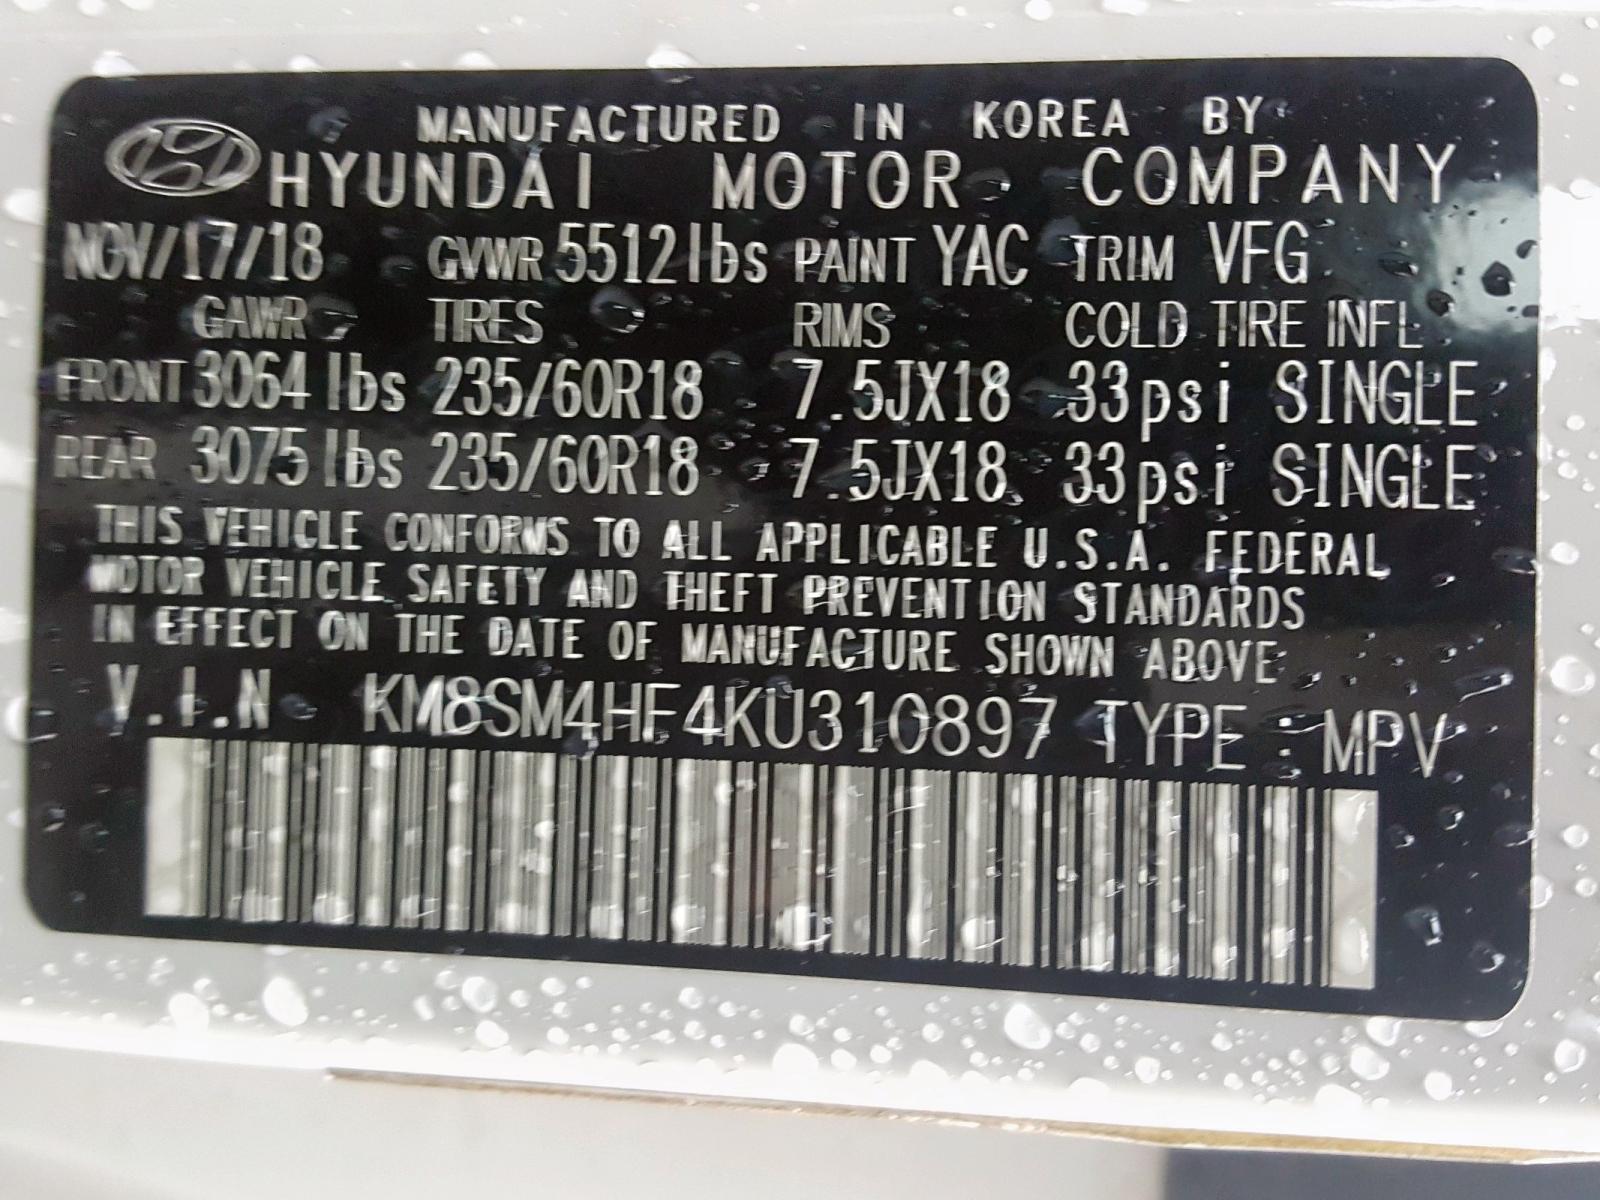 MANUFACTURED IN KOREA BY
HYUNDAI MOTOR COMPANY
NOV/17/18 GVWR 5512lbs PAINT YAC TRIM VFG
GAWR TIRES RIMS COLD TIRE INFL
FRONT 3064 lbs 235/60R18 7.5JX18 33psi SINGLE
REAR 3075 lbs 235/60R18 7.5JX18 33psi SINGLE
THIS VEHICLE CONFORMS TO ALL APPLICABLE U.S.A. FEDERAL
MOTOR VEHICLE SAFETY AND THEFT PREVENTION STANDARDS
IN EFFECT ON THE DATE OF MANUFACTURE SHOWN ABOVE
V.I.N KM8SM4HF4KU310897 TYPE : MPV